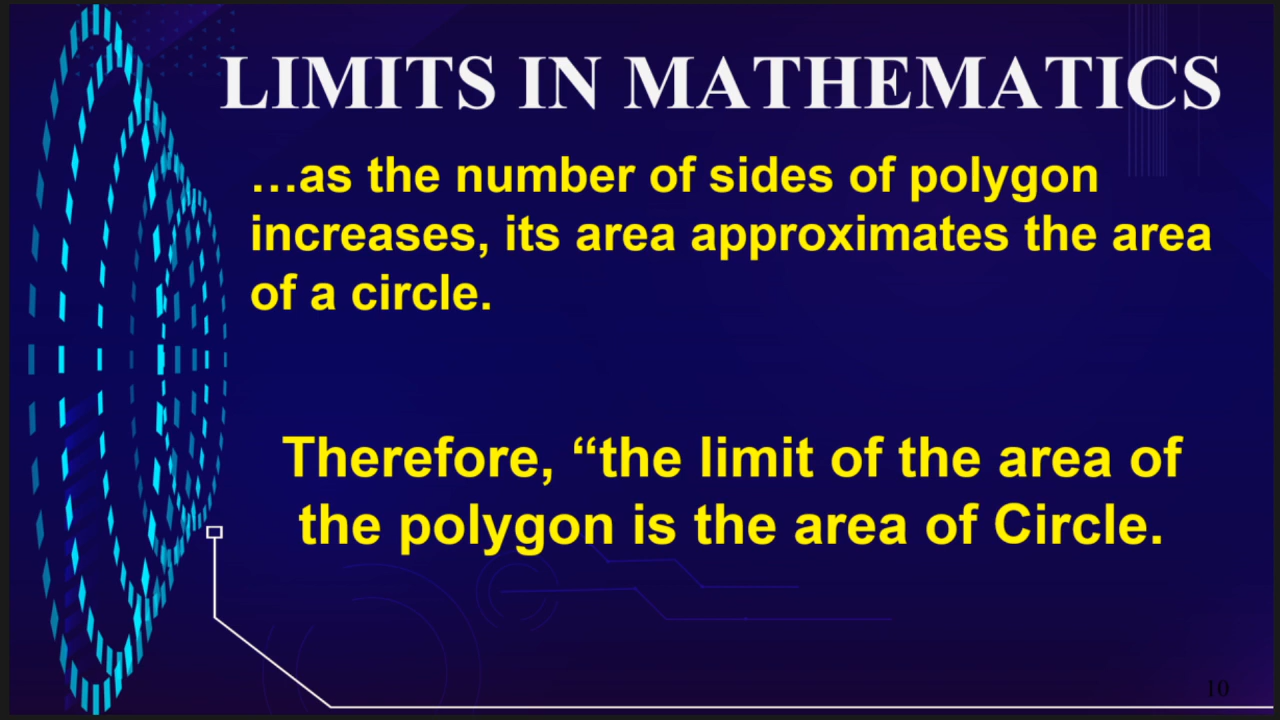 LIMITS IN MATHEMATICS
…as the number of sides of polygon
increases, its area approximates the area
of a circle.
Therefore, “the limit of the area of
the polygon is the area of Circle.
10